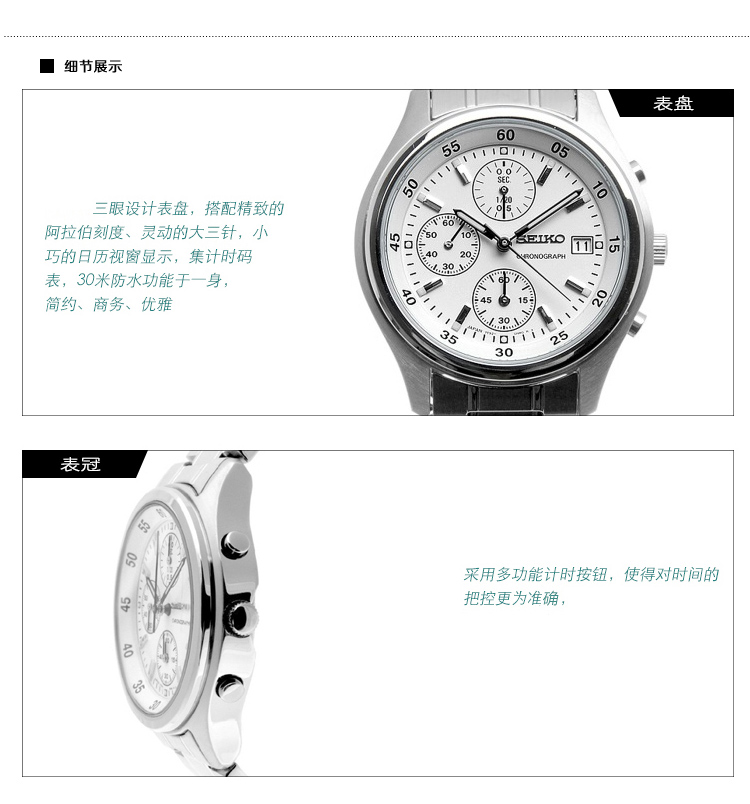 细节展示
表盘
三眼设计表盘，搭配精致的
阿拉伯刻度、灵动的大三针，小
巧的日历视窗显示，集计时码
表，30米防水功能于一身，
简约、商务、优雅
60
05
10
15
20
25
30
35
40
45
50
55
SEC.
1/20
SEIKO
CHRONOGRAPH
11
60
10
20
30
40
50
60
15
30
45
JAPAN
表冠
采用多功能计时按钮，使得对时间的
把控更为准确，
55
50
45
40
35